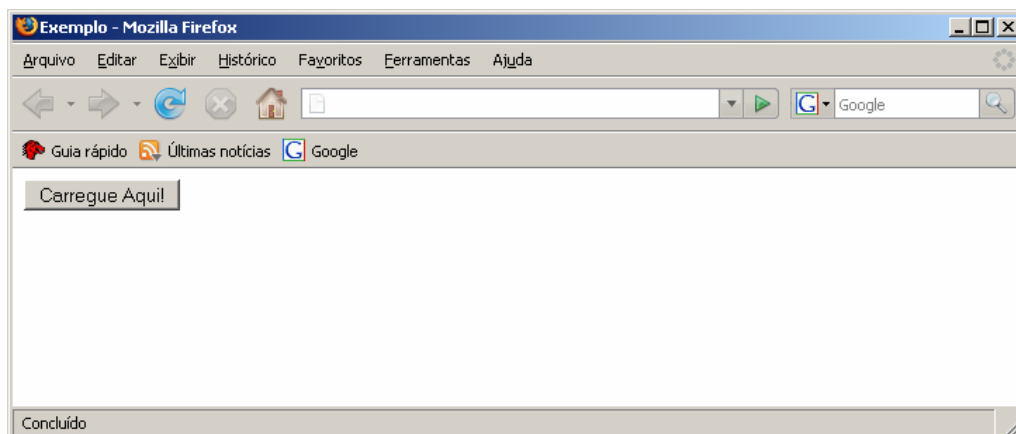 Exemplo - Mozilla Firefox
Arquivo Editar Exibir Histórico Favoritos Ferramentas Ajuda
G Google
Guia rápido Últimas notícias G Google
Carregue Aqui!
Concluído